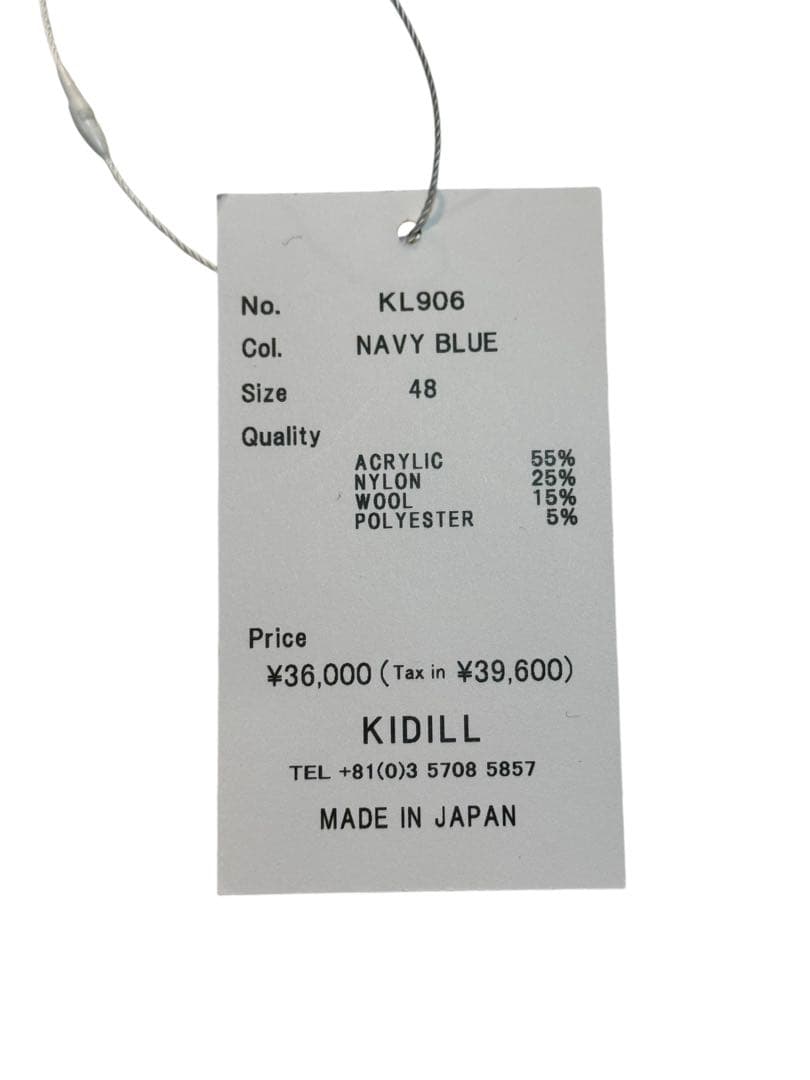 No. KL906
Col. NAVY BLUE
Size 48
Quality
ACRYLIC 55%
NYLON 25%
WOOL 15%
POLYESTER 5%
Price
¥36,000 (Tax in ¥39,600)
KIDILL
TEL +81(0)3 5708 5857
MADE IN JAPAN